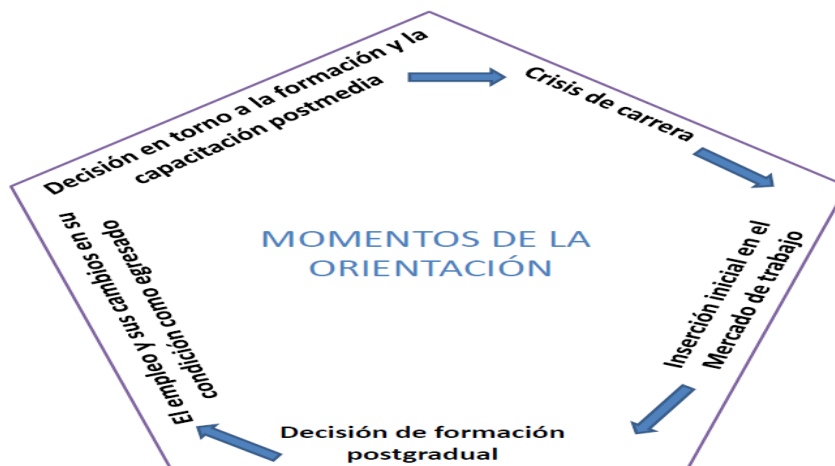 MOMENTOS DE LA
ORIENTACIÓN
Decisión en torno a la formación y la
capacitación postmedia
Crisis de carrera
Inserción inicial en el
Mercado de trabajo
Decisión de formación
postgradual
El empleo y sus cambios en su
condición como egresado